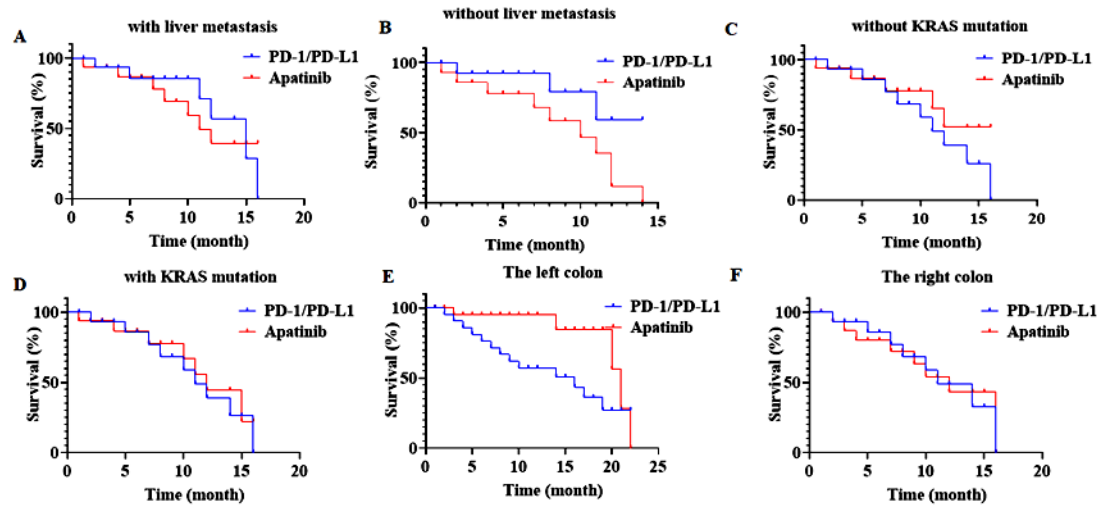 A
with liver metastasis
PD-1/PD-L1
Apatinib
Survival (%)
100
50
0
0 5 10 15 20
Time (month)
B
without liver metastasis
PD-1/PD-L1
Apatinib
Survival (%)
100
50
0
0 5 10 15
Time (month)
C
without KRAS mutation
PD-1/PD-L1
Apatinib
Survival (%)
100
50
0
0 5 10 15 20
Time (month)
D
with KRAS mutation
PD-1/PD-L1
Apatinib
Survival (%)
100
50
0
0 5 10 15 20
Time (month)
E
The left colon
PD-1/PD-L1
Apatinib
Survival (%)
100
50
0
0 5 10 15 20 25
Time (month)
F
The right colon
PD-1/PD-L1
Apatinib
Survival (%)
100
50
0
0 5 10 15 20
Time (month)